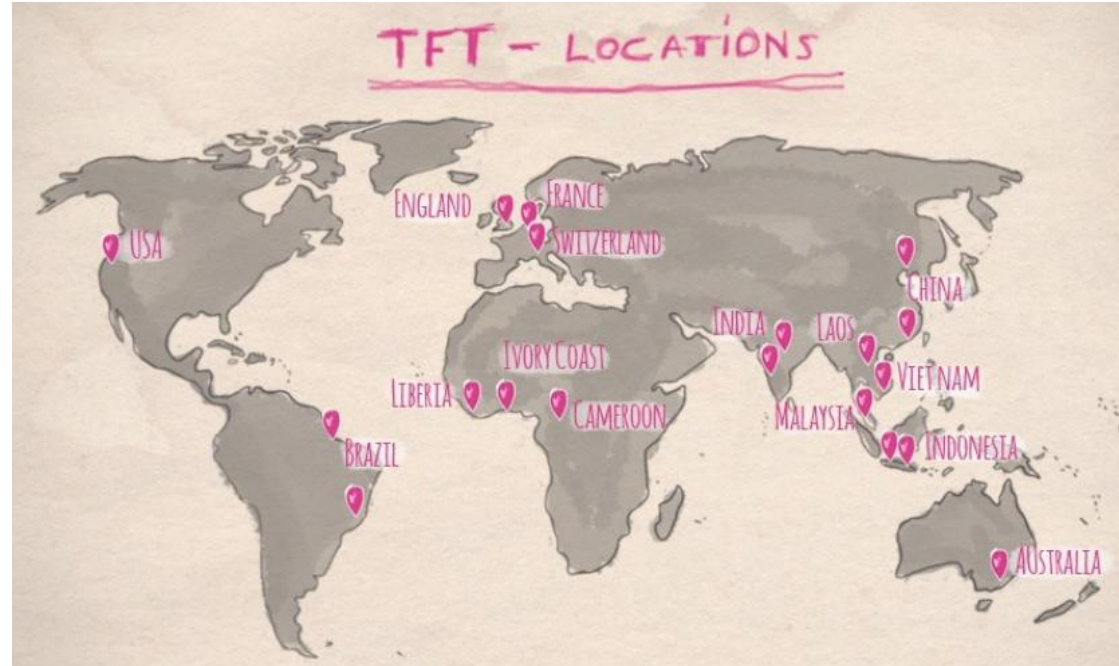 TFT - LOCATIONS
ENGLAND
FRANCE
USA
SWITZERLAND
CHINA
INDIA
LAOS
IVORY COAST
VIETNAM
LIBERIA
MALAYSIA
CAMEROON
BRAZIL
INDONESIA
AUSTRALIA